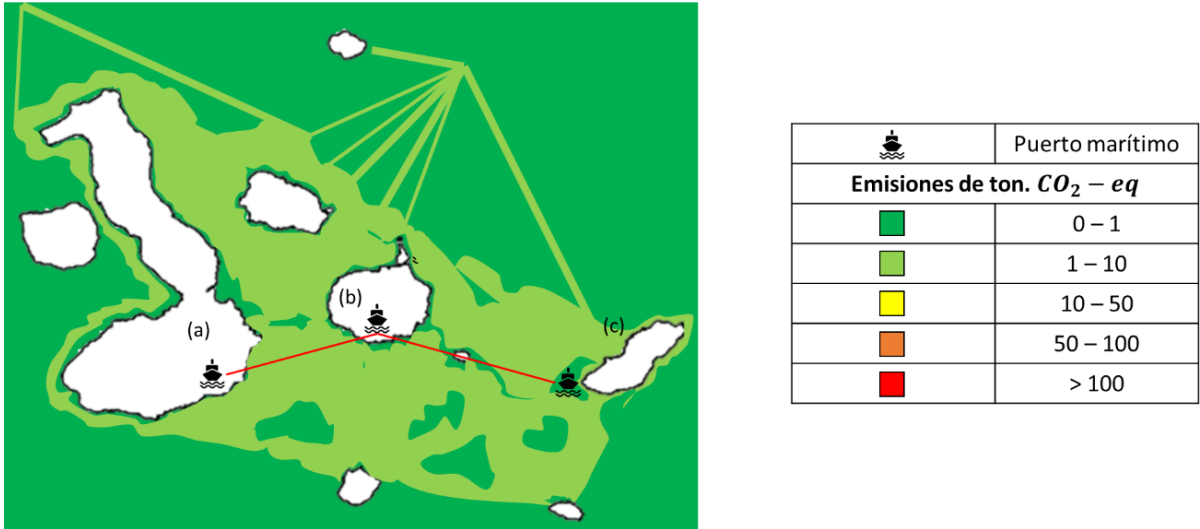 (a)
(b)
(c)
Puerto marítimo
Emisiones de ton. CO₂ − eq
0 – 1
1 – 10
10 – 50
50 – 100
> 100